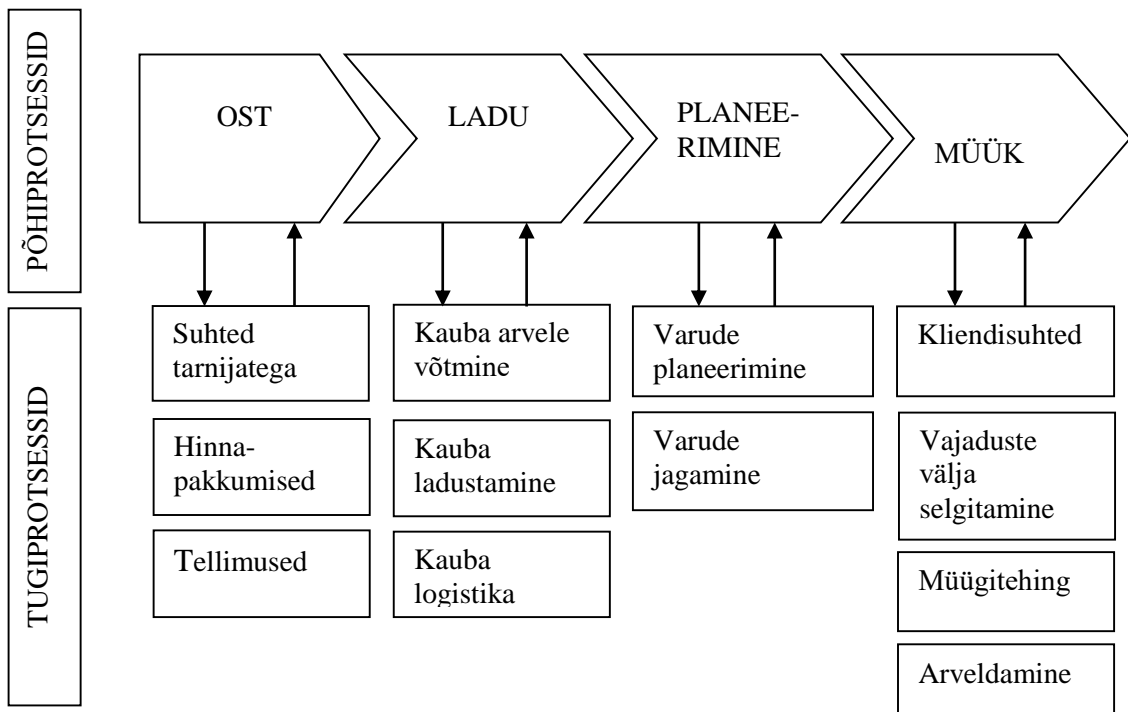 PÕHIPROTSESSID
OST
LADU
PLANEE-
RIMINE
MÜÜK
TUGIPROTSESSID
Suhted
tarnijatega
Hinna-
pakkumised
Tellimused
Kauba arvele
võtmine
Kauba
ladustamine
Kauba
logistika
Varude
planeerimine
Varude
jagamine
Kliendisuhted
Vajaduste
välja
selgitamine
Müügitehing
Arveldamine